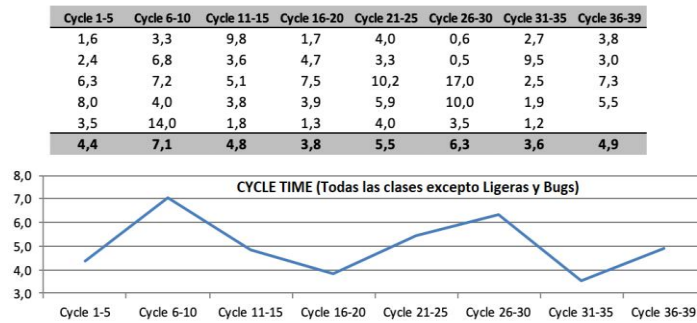 Cycle 1-5 Cycle 6-10 Cycle 11-15 Cycle 16-20 Cycle 21-25 Cycle 26-30 Cycle 31-35 Cycle 36-39
1,6 3,3 9,8 1,7 4,0 0,6 2,7 3,8
2,4 6,8 3,6 4,7 3,3 0,5 9,5 3,0
6,3 7,2 5,1 7,5 10,2 17,0 2,5 7,3
8,0 4,0 3,8 3,9 5,9 10,0 1,9 5,5
3,5 14,0 1,8 1,3 4,0 3,5 1,2
4,4 7,1 4,8 3,8 5,5 6,3 3,6 4,9
CYCLE TIME (Todas las clases excepto Ligeras y Bugs)
8,0
7,0
6,0
5,0
4,0
3,0
Cycle 1-5 Cycle 6-10 Cycle 11-15 Cycle 16-20 Cycle 21-25 Cycle 26-30 Cycle 31-35 Cycle 36-39